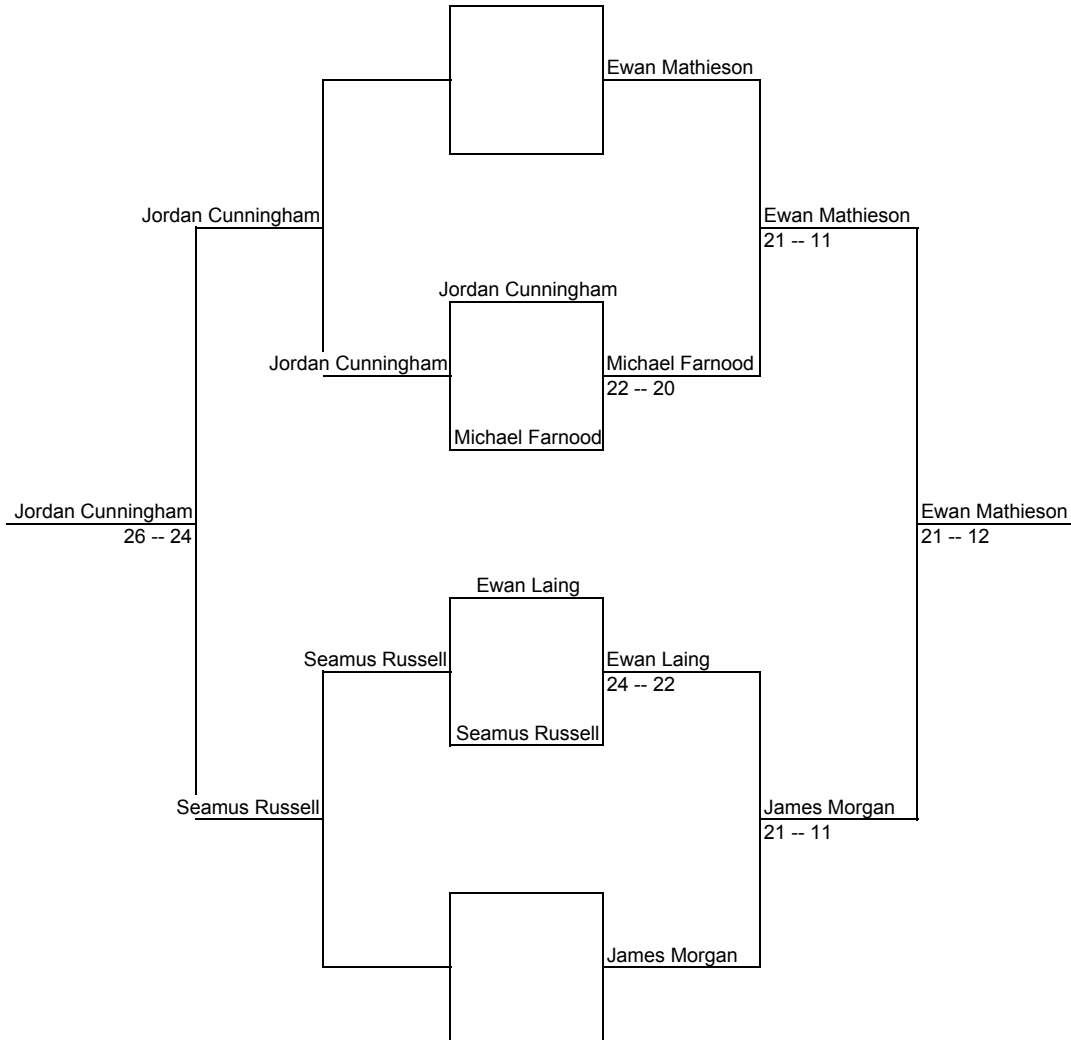 Ewan Mathieson
Jordan Cunningham
Ewan Mathieson
21 -- 11
Jordan Cunningham
Jordan Cunningham
Michael Farnood
22 -- 20
Michael Farnood
Jordan Cunningham
26 -- 24
Ewan Mathieson
21 -- 12
Ewan Laing
Seamus Russell
Ewan Laing
24 -- 22
Seamus Russell
Seamus Russell
James Morgan
21 -- 11
James Morgan